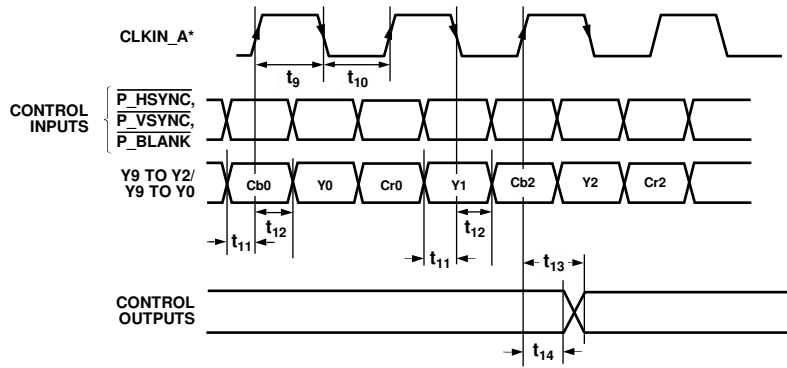 CLKIN_A*
t9
t10
CONTROL
INPUTS
P_HSYNC,
P_VSYNC,
P_BLANK
Y9 TO Y2/
Y9 TO Y0
Cb0
Y0
Cr0
Y1
Cb2
Y2
Cr2
t12
t12
t11
t11
t13
CONTROL
OUTPUTS
t14